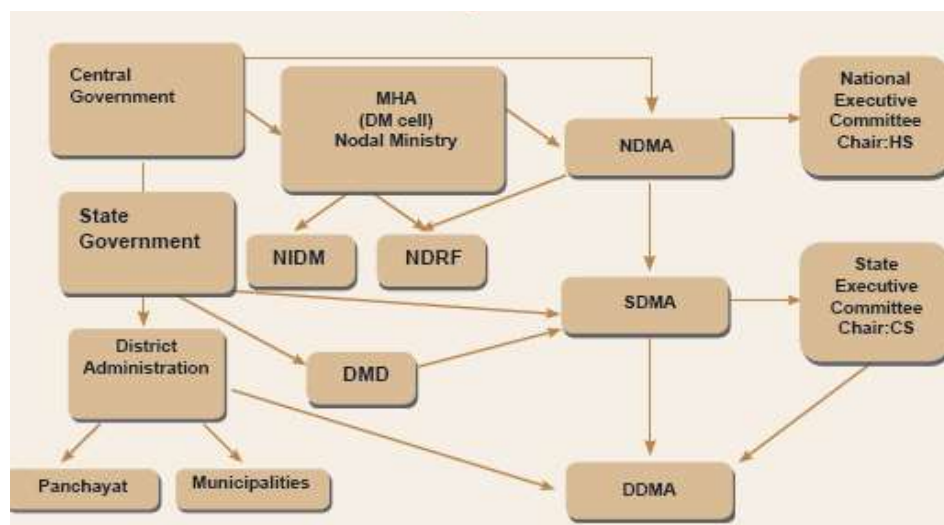 Central
Government
MHA
(DM cell)
Nodal Ministry
NDMA
National
Executive
Committee
Chair:HS
State
Government
NIDM
NDRF
SDMA
State
Executive
Committee
Chair:CS
District
Administration
DMD
Panchayat
Municipalities
DDMA